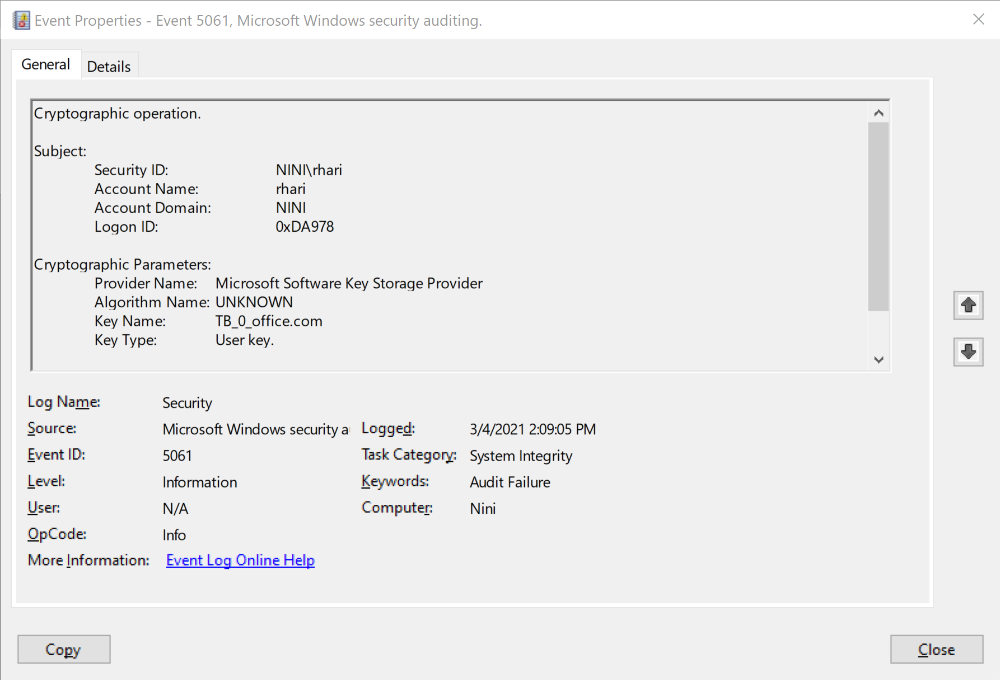 Event Properties - Event 5061, Microsoft Windows security auditing.
General
Details
Cryptographic operation.
Subject:
Security ID: NINI\rhari
Account Name: rhari
Account Domain: NINI
Logon ID: 0xDA978
Cryptographic Parameters:
Provider Name: Microsoft Software Key Storage Provider
Algorithm Name: UNKNOWN
Key Name: TB_0_office.com
Key Type: User key.
Log Name: Security
Source: Microsoft Windows security a Logged: 3/4/2021 2:09:05 PM
Event ID: 5061 Task Category: System Integrity
Level: Information Keywords: Audit Failure
User: N/A Computer: Nini
OpCode: Info
More Information: Event Log Online Help
Copy
Close